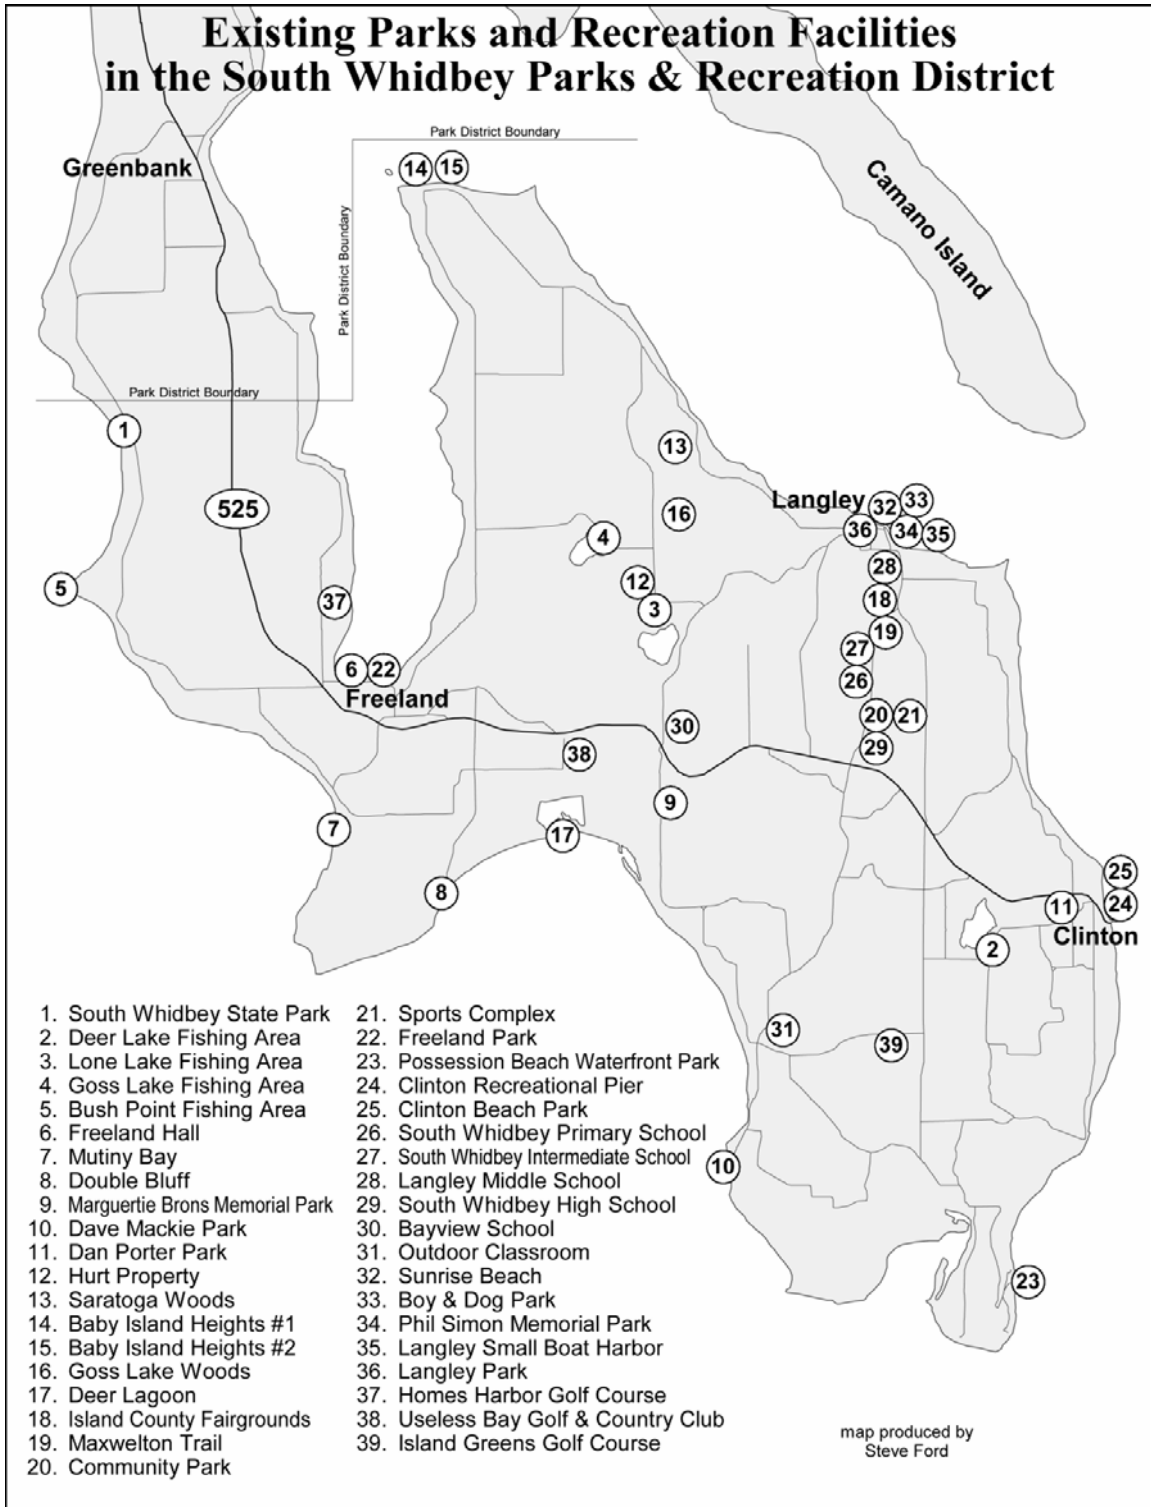 Existing Parks and Recreation Facilities
in the South Whidbey Parks & Recreation District
Park District Boundary
Greenbank
14
15
Camano Island
Park District Boundary
Park District Boundary
1
13
525
Langley
32
33
16
36
34
35
4
28
5
12
37
18
3
19
27
6
22
26
Freeland
20
21
30
29
38
9
7
17
25
8
11
24
Clinton
2
31
39
10
23
1. South Whidbey State Park
2. Deer Lake Fishing Area
3. Lone Lake Fishing Area
4. Goss Lake Fishing Area
5. Bush Point Fishing Area
6. Freeland Hall
7. Mutiny Bay
8. Double Bluff
9. Marguertie Brons Memorial Park
10. Dave Mackie Park
11. Dan Porter Park
12. Hurt Property
13. Saratoga Woods
14. Baby Island Heights #1
15. Baby Island Heights #2
16. Goss Lake Woods
17. Deer Lagoon
18. Island County Fairgrounds
19. Maxwelton Trail
20. Community Park
21. Sports Complex
22. Freeland Park
23. Possession Beach Waterfront Park
24. Clinton Recreational Pier
25. Clinton Beach Park
26. South Whidbey Primary School
27. South Whidbey Intermediate School
28. Langley Middle School
29. South Whidbey High School
30. Bayview School
31. Outdoor Classroom
32. Sunrise Beach
33. Boy & Dog Park
34. Phil Simon Memorial Park
35. Langley Small Boat Harbor
36. Langley Park
37. Homes Harbor Golf Course
38. Useless Bay Golf & Country Club
39. Island Greens Golf Course
map produced by
Steve Ford